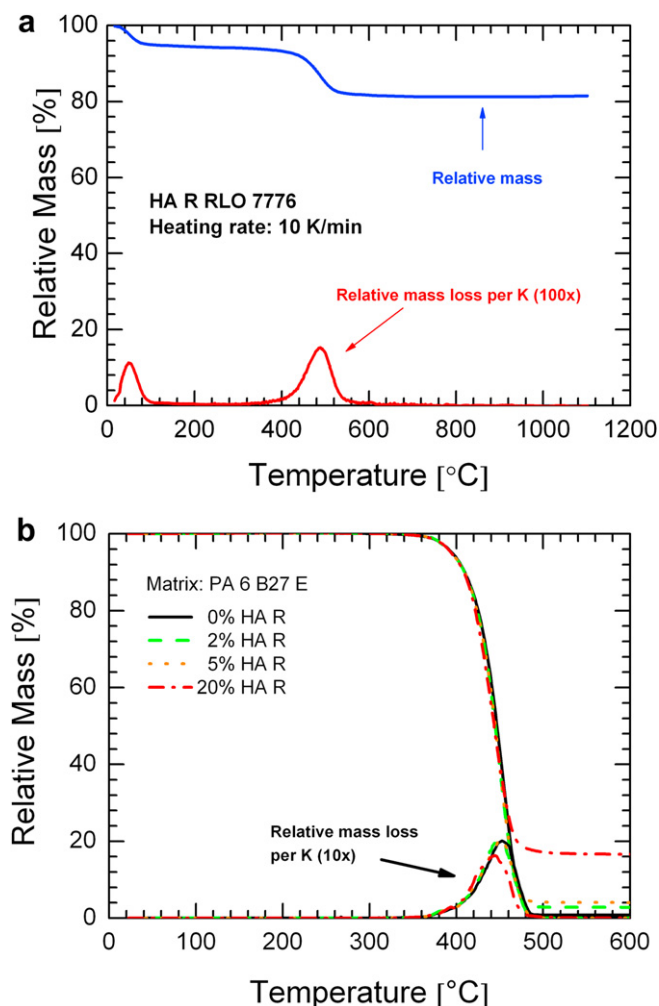 a
100
80
60
40
20
0
Relative Mass [%]
Relative mass
HA R RLO 7776
Heating rate: 10 K/min
Relative mass loss per K (100x)
0 200 400 600 800 1000 1200
Temperature [°C]
b
100
80
60
40
20
0
Relative Mass [%]
Matrix: PA 6 B27 E
0% HA R
2% HA R
5% HA R
20% HA R
Relative mass loss
per K (10x)
0 100 200 300 400 500 600
Temperature [°C]